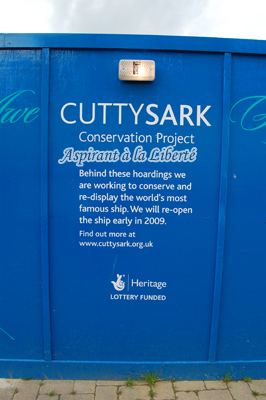 CUTTYSARK
Conservation Project
Aspirant à la Liberté
Behind these hoardings we
are working to conserve and
re-display the world's most
famous ship. We will re-open
the ship early in 2009.
Find out more at
www.cuttysark.org.uk
Heritage
LOTTERY FUNDED